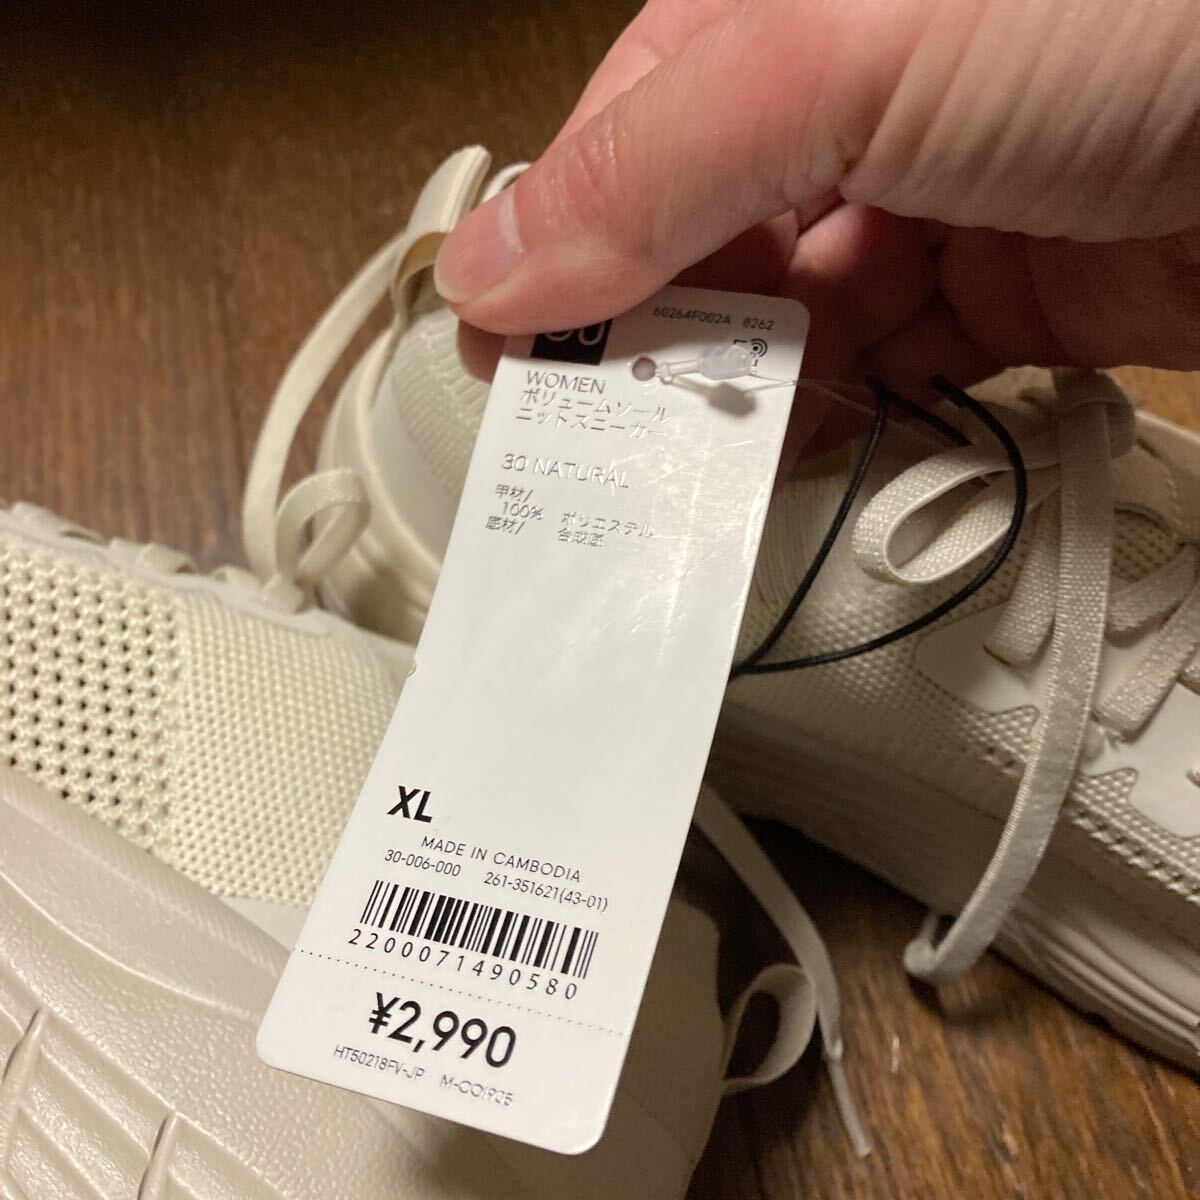 60264F002A 8262
WOMEN
ボリュームソール
ニットスニーカー
30 NATURAL
甲材/
100% ポリエステル
底材/ 合成底
XL
MADE IN CAMBODIA
30-006-000 261-351621(43-01)
2200071490580
¥2,990
HT50218FV-JP M-CO1905